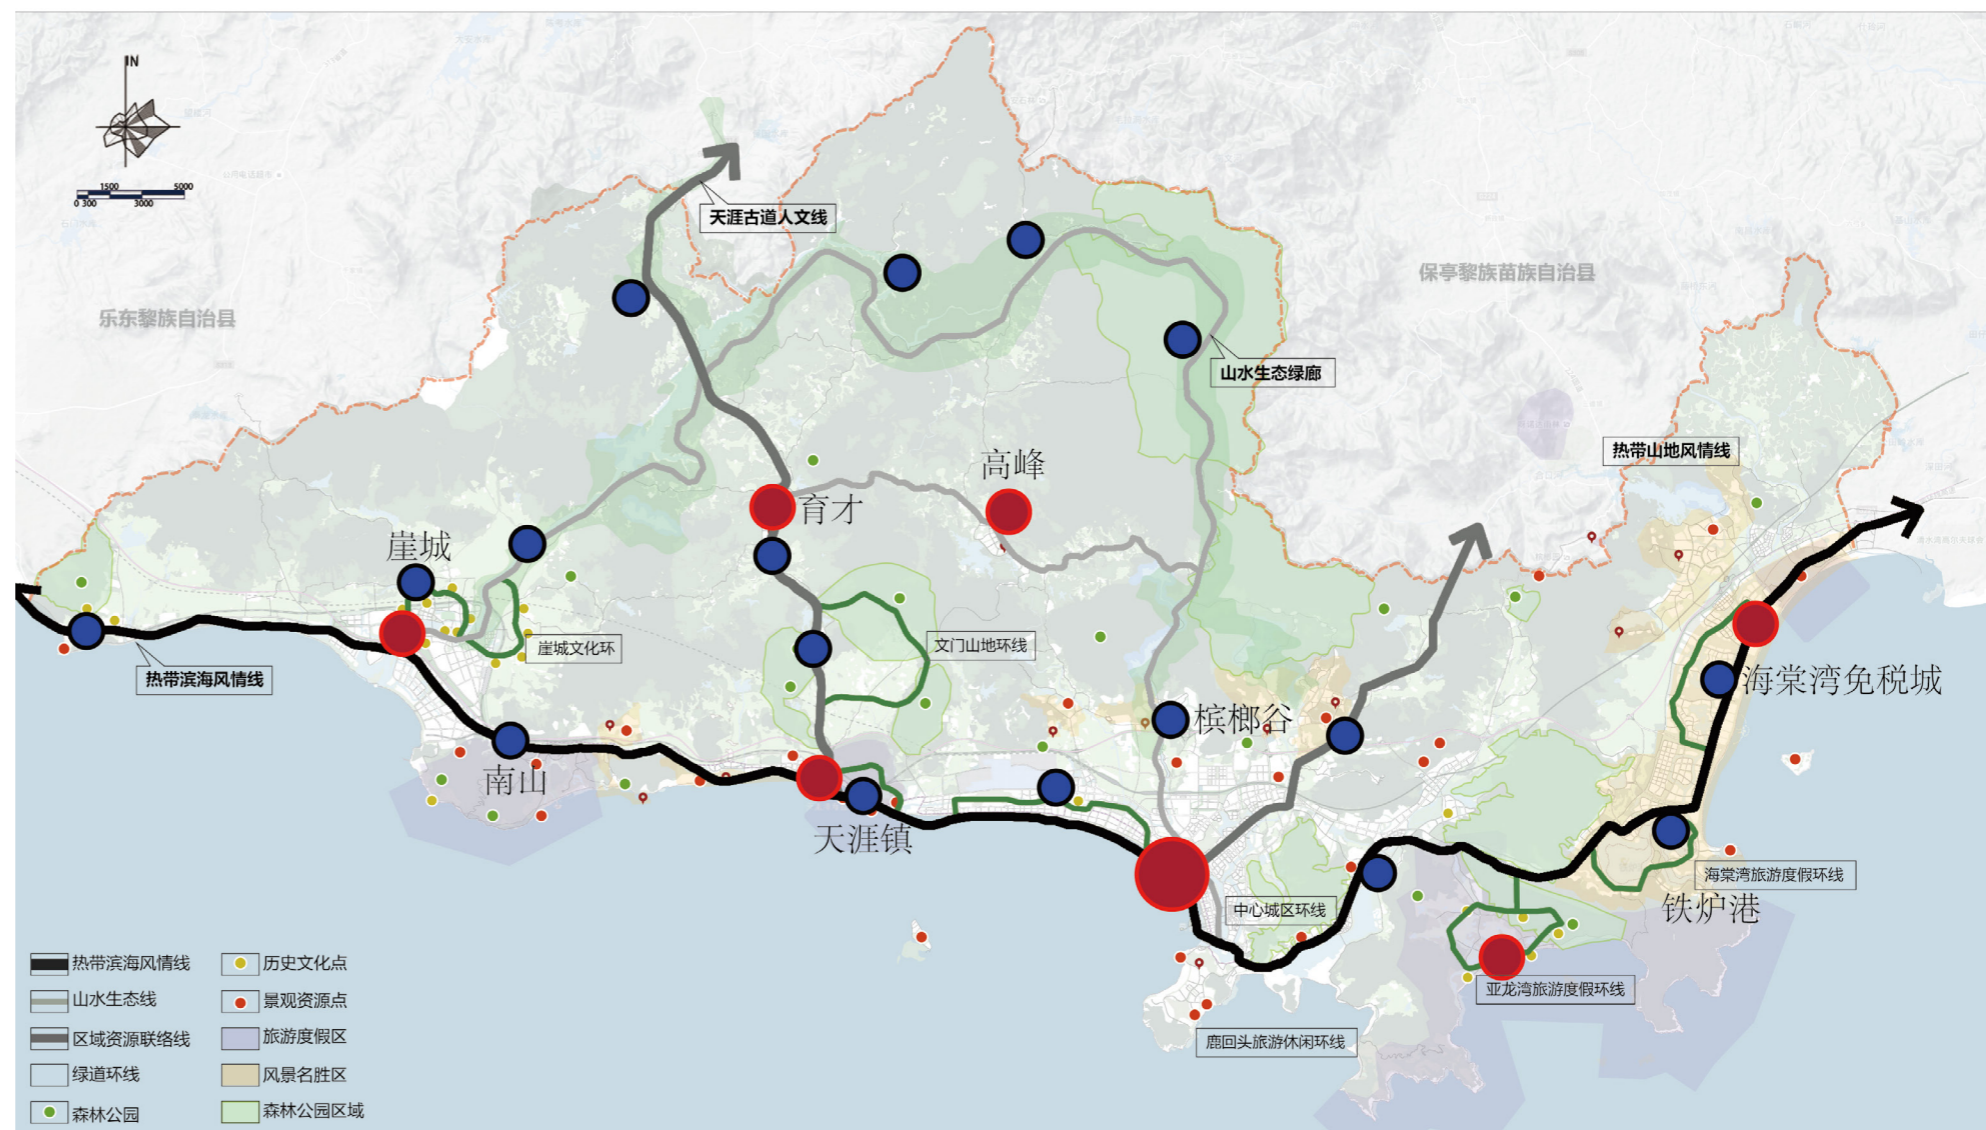 IN
1500
5000
0 300
3000
天涯古道人文线
保亭黎族苗族自治县
乐东黎族自治县
山水生态绿廊
热带山地风情线
高峰
育才
崖城
崖城文化环
文门山地环线
热带滨海风情线
海棠湾免税城
槟榔谷
南山
天涯镇
海棠湾旅游度假环线
铁炉港
中心城区环线
亚龙湾旅游度假环线
鹿回头旅游休闲环线
热带滨海风情线
历史文化点
山水生态线
景观资源点
区域资源联络线
旅游度假区
绿道环线
风景名胜区
森林公园
森林公园区域